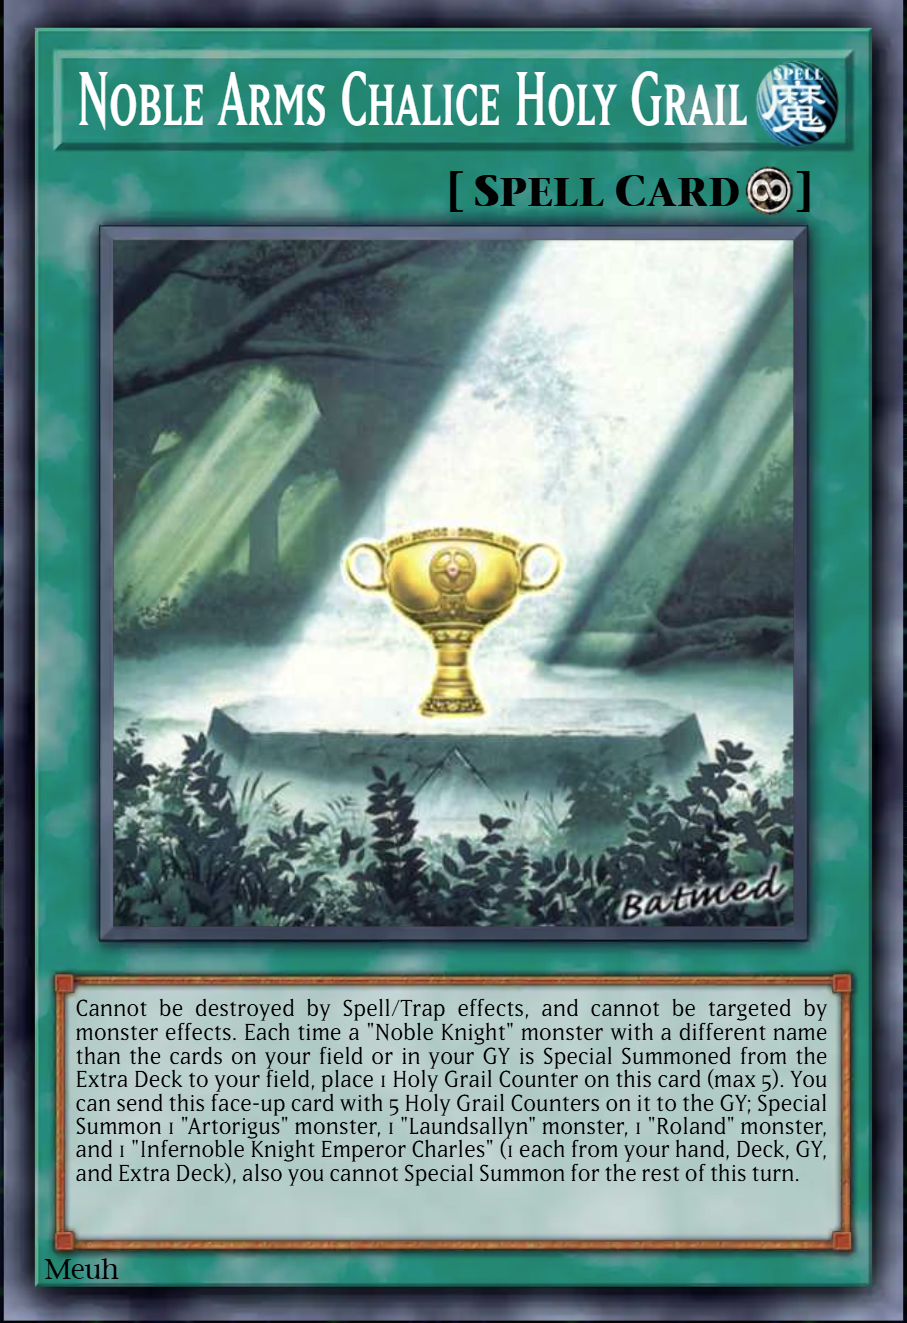 Noble Arms Chalice Holy Grail
SPELL
魔
[ Spell Card ]
Batmed
Cannot be destroyed by Spell/Trap effects, and cannot be targeted by
monster effects. Each time a "Noble Knight" monster with a different name
than the cards on your field or in your GY is Special Summoned from the
Extra Deck to your field, place 1 Holy Grail Counter on this card (max 5). You
can send this face-up card with 5 Holy Grail Counters on it to the GY; Special
Summon 1 "Artorigus" monster, 1 "Laundsallyn" monster, 1 "Roland" monster,
and 1 "Infernoble Knight Emperor Charles" (1 each from your hand, Deck, GY,
and Extra Deck), also you cannot Special Summon for the rest of this turn.
Meuh